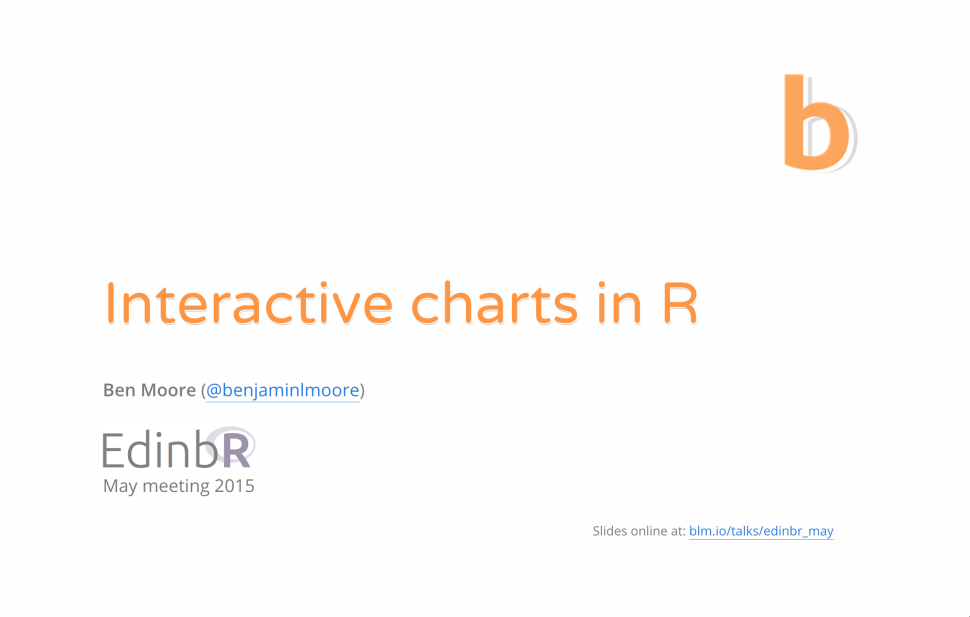 b
Interactive charts in R
Ben Moore (@benjaminlmoore)
EdinbR
May meeting 2015
Slides online at: blm.io/talks/edinbr_may